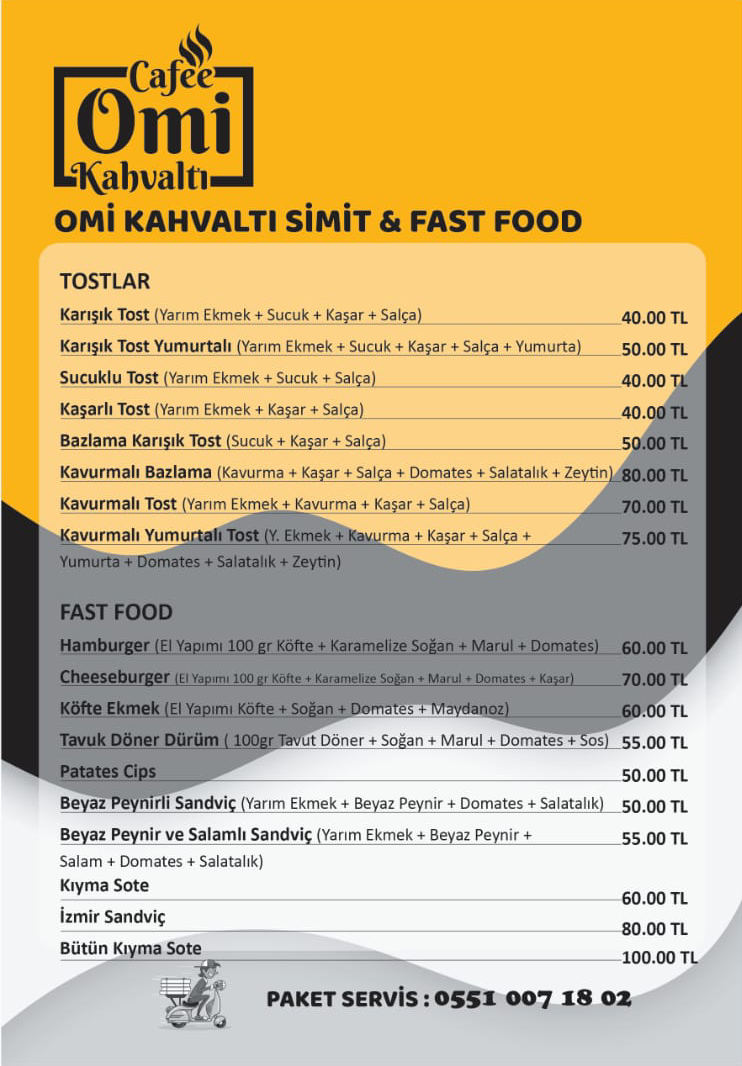 Cafee
Omi
Kahvaltı
OMİ KAHVALTI SİMİT & FAST FOOD
TOSTLAR
Karışık Tost (Yarım Ekmek + Sucuk + Kaşar + Salça) 40.00 TL
Karışık Tost Yumurtalı (Yarım Ekmek + Sucuk + Kaşar + Salça + Yumurta) 50.00 TL
Sucuklu Tost (Yarım Ekmek + Sucuk + Salça) 40.00 TL
Kaşarlı Tost (Yarım Ekmek + Kaşar + Salça) 40.00 TL
Bazlama Karışık Tost (Sucuk + Kaşar + Salça) 50.00 TL
Kavurmalı Bazlama (Kavurma + Kaşar + Salça + Domates + Salatalık + Zeytin) 80.00 TL
Kavurmalı Tost (Yarım Ekmek + Kavurma + Kaşar + Salça) 70.00 TL
Kavurmalı Yumurtalı Tost (Y. Ekmek + Kavurma + Kaşar + Salça + 75.00 TL
Yumurta + Domates + Salatalık + Zeytin)
FAST FOOD
Hamburger (El Yapımı 100 gr Köfte + Karamelize Soğan + Marul + Domates) 60.00 TL
Cheeseburger (El Yapımı 100 gr Köfte + Karamelize Soğan + Marul + Domates + Kaşar) 70.00 TL
Köfte Ekmek (El Yapımı Köfte + Soğan + Domates + Maydanoz) 60.00 TL
Tavuk Döner Dürüm ( 100gr Tavut Döner + Soğan + Marul + Domates + Sos) 55.00 TL
Patates Cips 50.00 TL
Beyaz Peynirli Sandviç (Yarım Ekmek + Beyaz Peynir + Domates + Salatalık) 50.00 TL
Beyaz Peynir ve Salamlı Sandviç (Yarım Ekmek + Beyaz Peynir + 55.00 TL
Salam + Domates + Salatalık)
Kıyma Sote 60.00 TL
İzmir Sandviç 80.00 TL
Bütün Kıyma Sote 100.00 TL
PAKET SERVİS : 0551 007 18 02